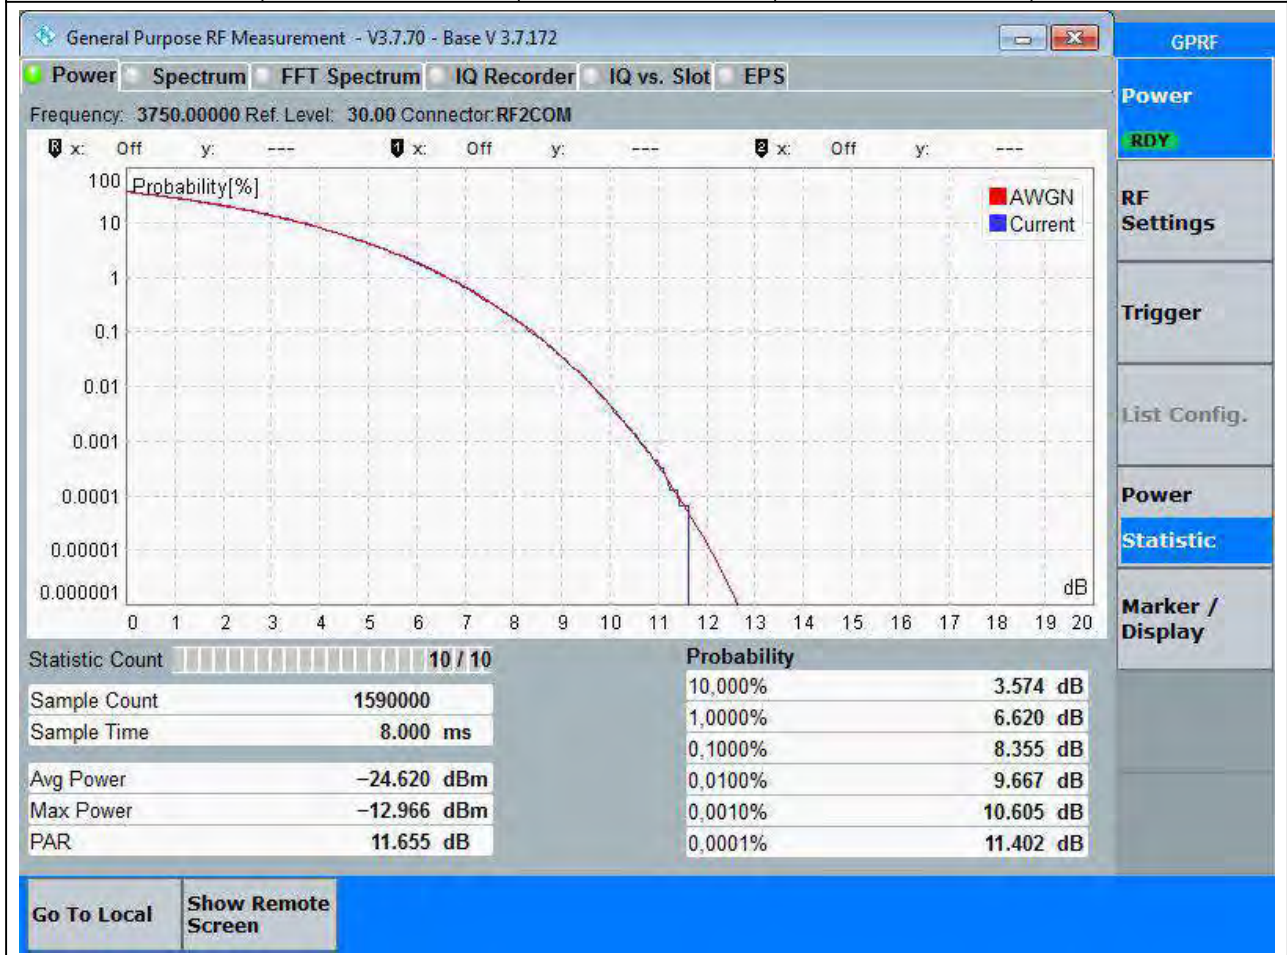 General Purpose RF Measurement - V3.7.70 - Base V 3.7.172
GPRF
Power Spectrum FFT Spectrum IQ Recorder IQ vs. Slot EPS
Frequency: 3750.00000 Ref. Level: 30.00 Connector:RF2COM
R x: Off y: --- 1 x: Off y: --- 2 x: Off y: ---
Probability[%]
AWGN
Current
100
10
1
0.1
0.01
0.001
0.0001
0.00001
0.000001
dB
0 1 2 3 4 5 6 7 8 9 10 11 12 13 14 15 16 17 18 19 20
Statistic Count 10 / 10
Sample Count 1590000
Sample Time 8.000 ms
Avg Power −24.620 dBm
Max Power −12.966 dBm
PAR 11.655 dB
Probability
10,000% 3.574 dB
1,0000% 6.620 dB
0,1000% 8.355 dB
0,0100% 9.667 dB
0,0010% 10.605 dB
0,0001% 11.402 dB
Power
RDY
RF
Settings
Trigger
List Config.
Power
Statistic
Marker /
Display
Go To Local
Show Remote
Screen